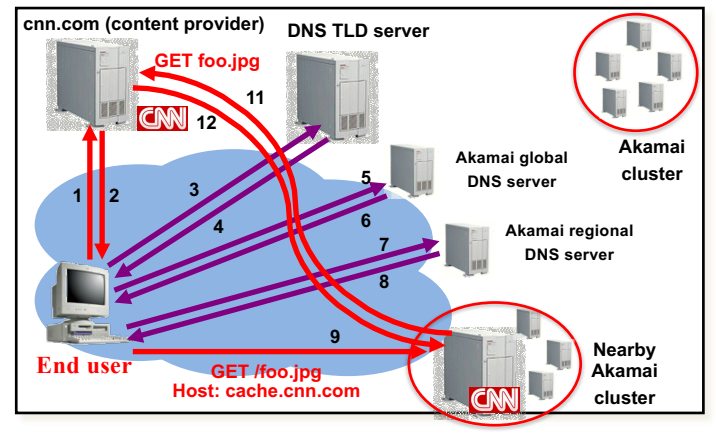 cnn.com (content provider)
DNS TLD server
GET foo.jpg
CNN
11
12
Akamai
cluster
1
2
3
4
5
6
Akamai global
DNS server
7
8
Akamai regional
DNS server
9
End user
GET /foo.jpg
Host: cache.cnn.com
CNN
Nearby
Akamai
cluster